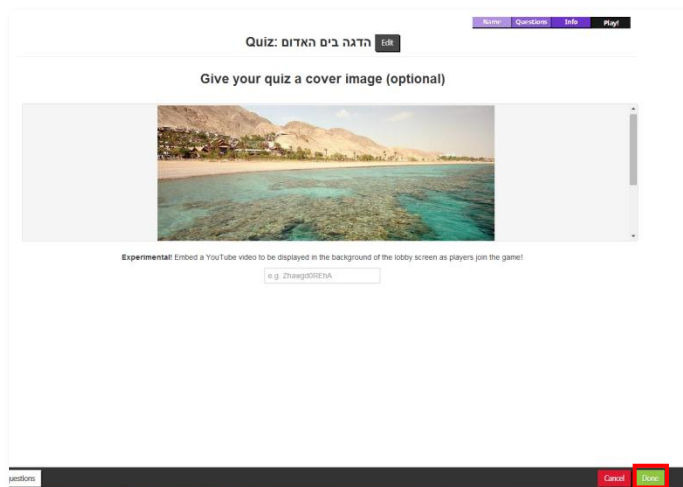 Name Questions Info Play!
Quiz: הדגה בים האדום Edit
Give your quiz a cover image (optional)
Experimental! Embed a YouTube video to be displayed in the background of the lobby screen as players join the game!
e.g. Zhawgd0REhA
uestions Cancel Done